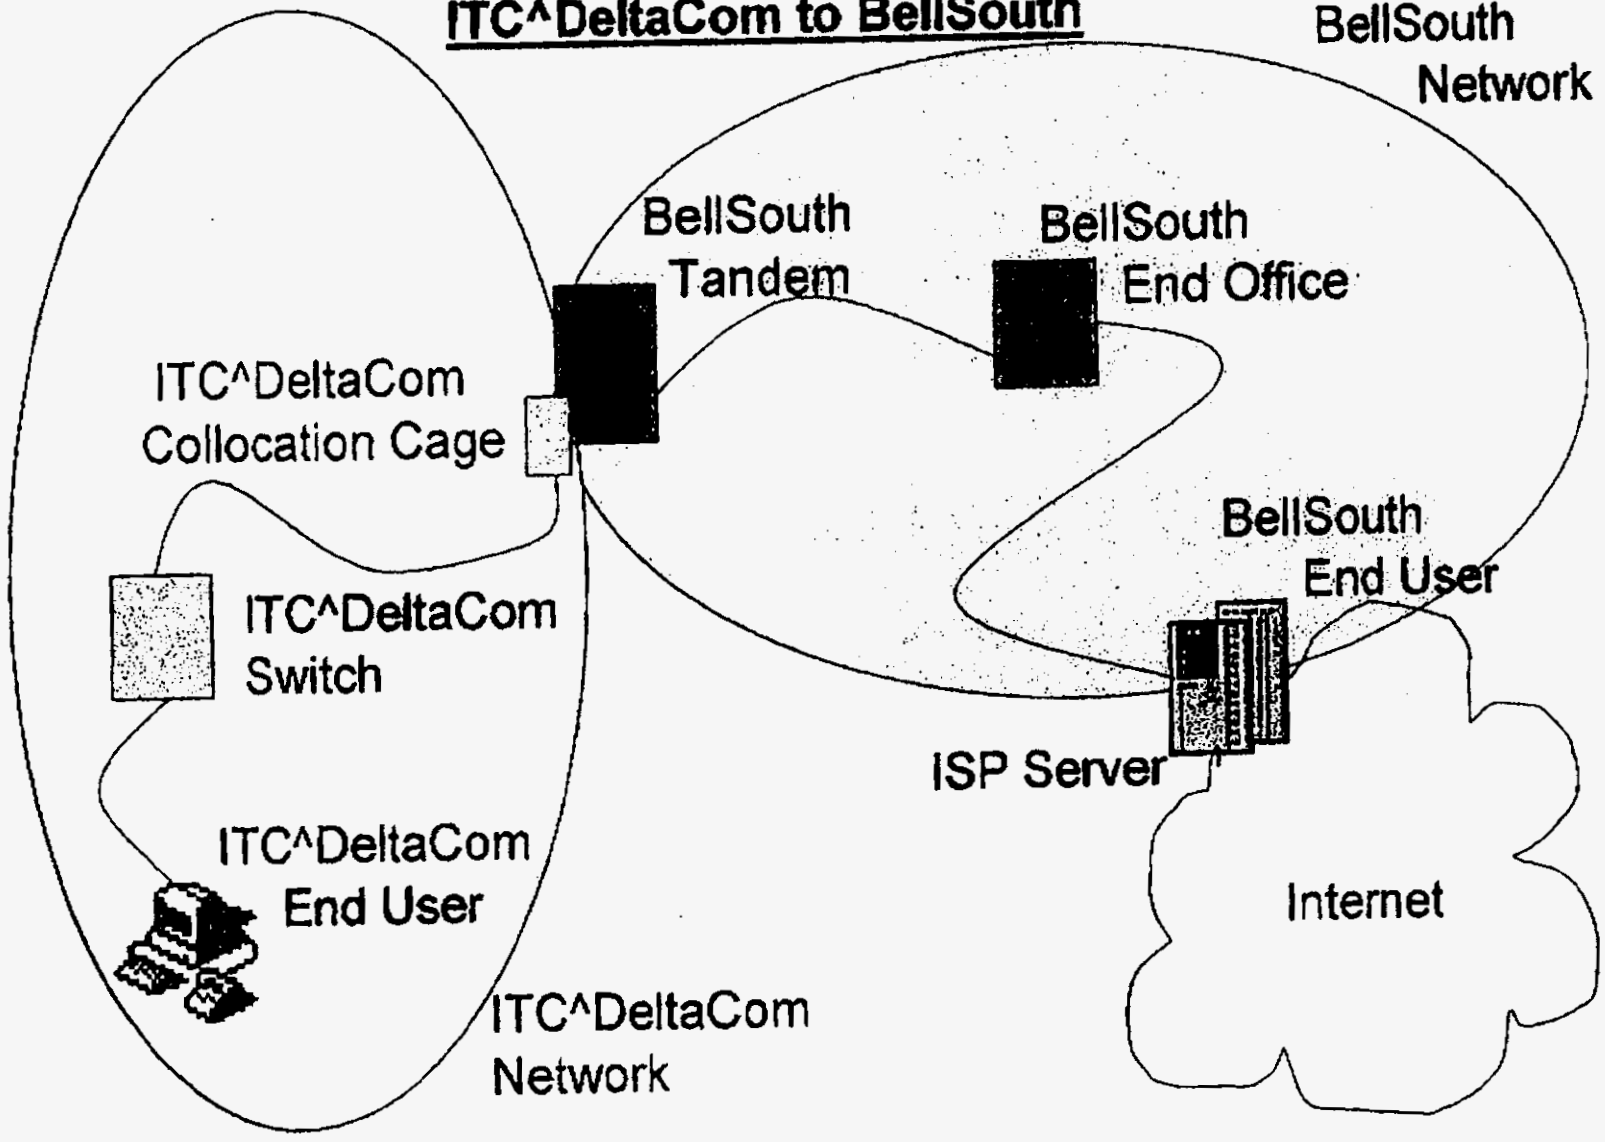 ITC^DeltaCom to BellSouth
BellSouth
Network
BellSouth
Tandem
BellSouth
End Office
ITC^DeltaCom
Collocation Cage
BellSouth
End User
ITC^DeltaCom
Switch
ISP Server
ITC^DeltaCom
End User
Internet
ITC^DeltaCom
Network